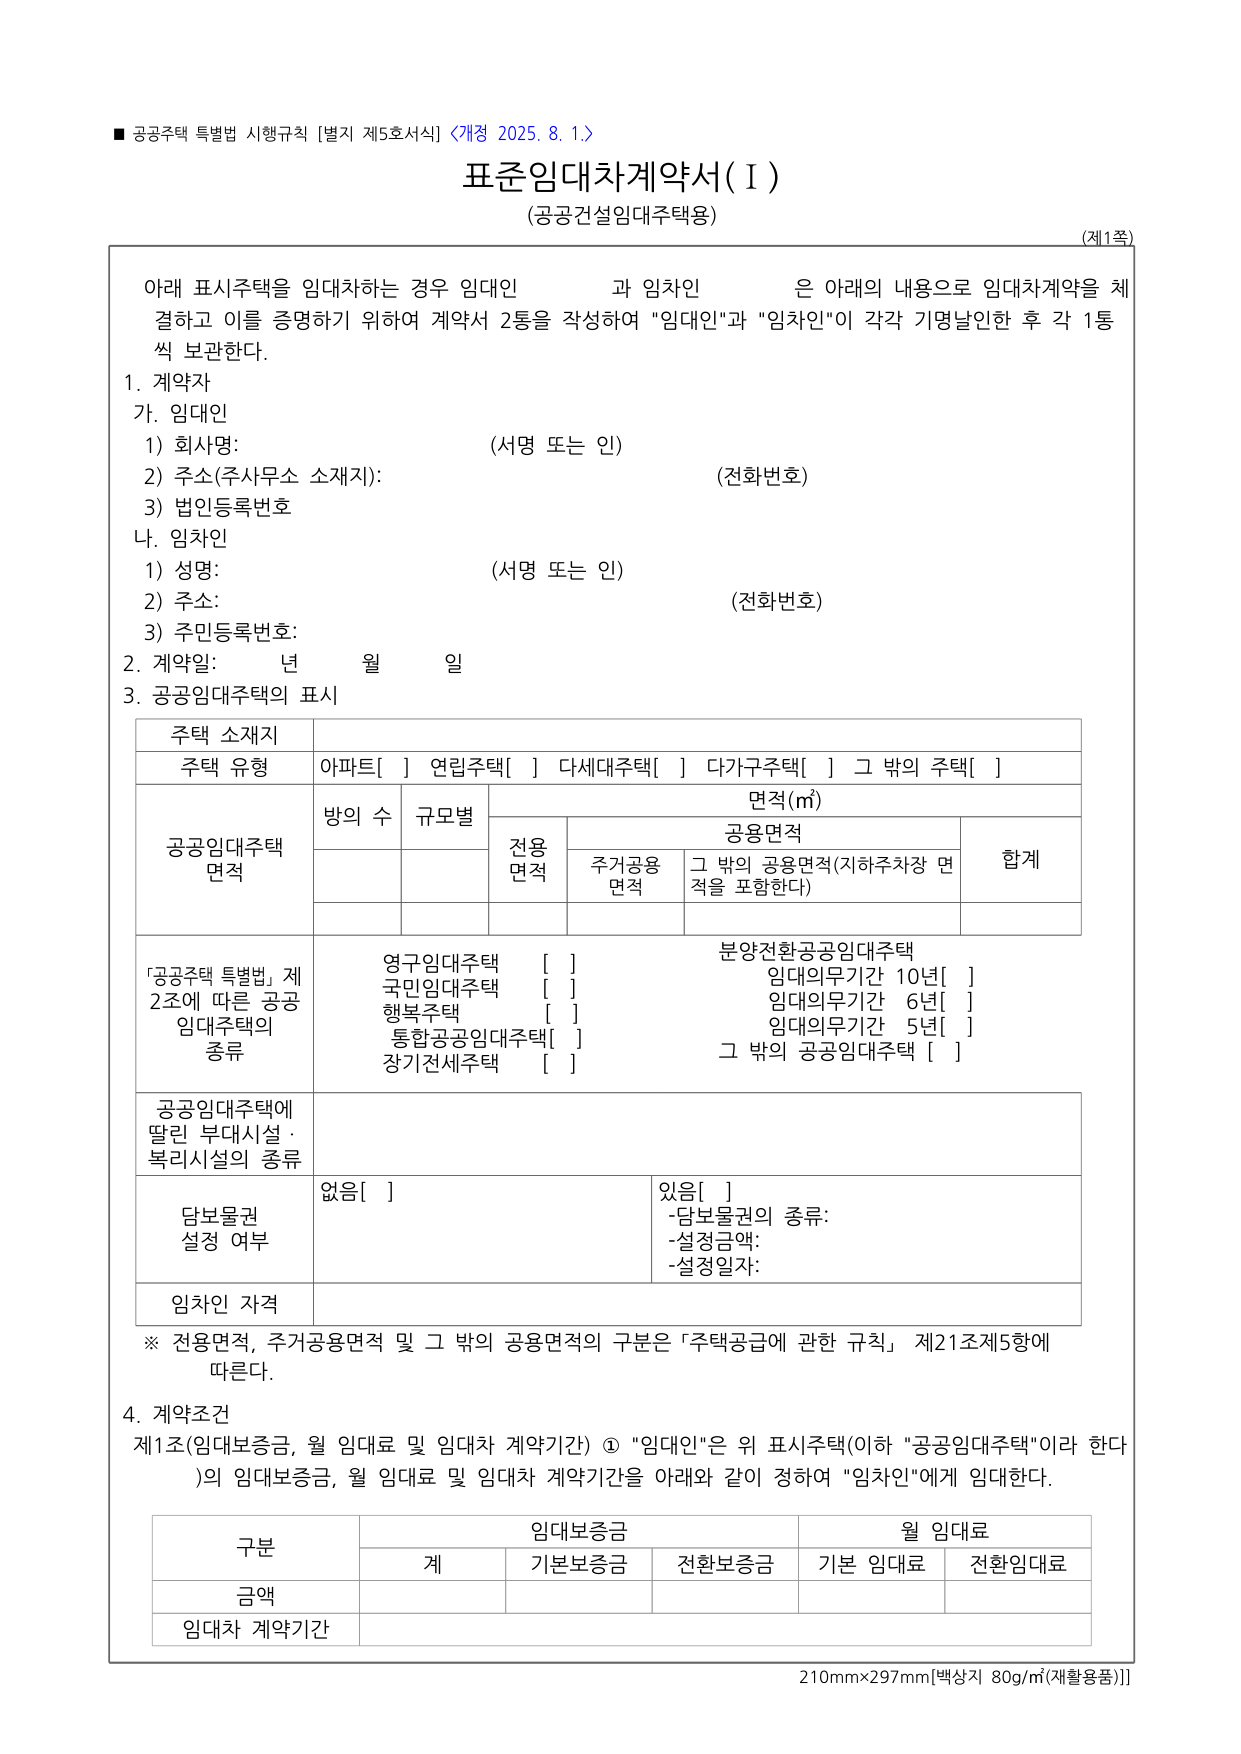 ■ 공공주택 특별법 시행규칙 [별지 제5호서식] <개정 2025. 8. 1.>
표준임대차계약서(Ⅰ)
(공공건설임대주택용)
(제1쪽)
아래 표시주택을 임대차하는 경우 임대인 과 임차인 은 아래의 내용으로 임대차계약을 체
결하고 이를 증명하기 위하여 계약서 2통을 작성하여 "임대인"과 "임차인"이 각각 기명날인한 후 각 1통
씩 보관한다.
1. 계약자
가. 임대인
1) 회사명: (서명 또는 인)
2) 주소(주사무소 소재지): (전화번호)
3) 법인등록번호
나. 임차인
1) 성명: (서명 또는 인)
2) 주소: (전화번호)
3) 주민등록번호:
2. 계약일: 년 월 일
3. 공공임대주택의 표시
주택 소재지
주택 유형 아파트[ ] 연립주택[ ] 다세대주택[ ] 다가구주택[ ] 그 밖의 주택[ ]
공공임대주택
면적
방의 수 규모별
면적(㎡)
전용
면적
공용면적
주거공용
면적
그 밖의 공용면적(지하주차장 면
적을 포함한다)
합계
「공공주택 특별법」 제
2조에 따른 공공
임대주택의
종류
영구임대주택 [ ]
국민임대주택 [ ]
행복주택 [ ]
통합공공임대주택[ ]
장기전세주택 [ ]
분양전환공공임대주택
임대의무기간 10년[ ]
임대의무기간 6년[ ]
임대의무기간 5년[ ]
그 밖의 공공임대주택 [ ]
공공임대주택에
딸린 부대시설ㆍ
복리시설의 종류
담보물권
설정 여부
없음[ ]
있음[ ]
-담보물권의 종류:
-설정금액:
-설정일자:
임차인 자격
※ 전용면적, 주거공용면적 및 그 밖의 공용면적의 구분은 「주택공급에 관한 규칙」 제21조제5항에
따른다.
4. 계약조건
제1조(임대보증금, 월 임대료 및 임대차 계약기간) ① "임대인"은 위 표시주택(이하 "공공임대주택"이라 한다
)의 임대보증금, 월 임대료 및 임대차 계약기간을 아래와 같이 정하여 "임차인"에게 임대한다.
구분 임대보증금 월 임대료
계 기본보증금 전환보증금 기본 임대료 전환임대료
금액
임대차 계약기간
210mm×297mm[백상지 80g/㎡(재활용품)]]